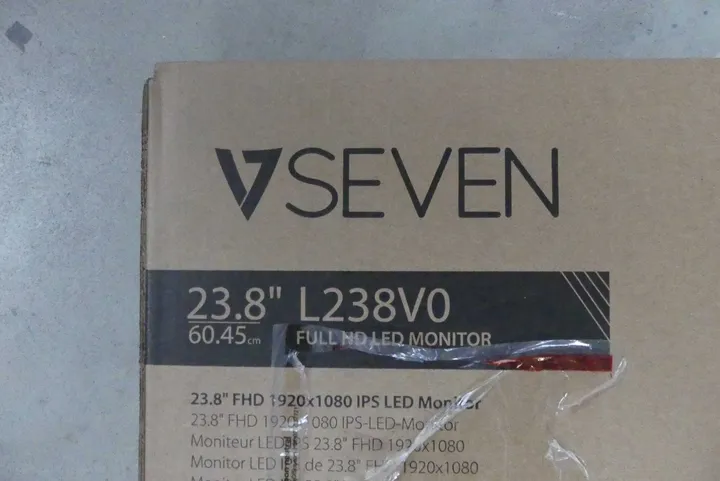 V7 SEVEN
23.8" L238V0
60.45cm FULL HD LED MONITOR
23.8" FHD 1920x1080 IPS LED Monitor
23.8" FHD 1920x1080 IPS-LED-Monitor
Moniteur LED IPS 23.8" FHD 1920x1080
Monitor LED IPS de 23.8" FHD 1920x1080